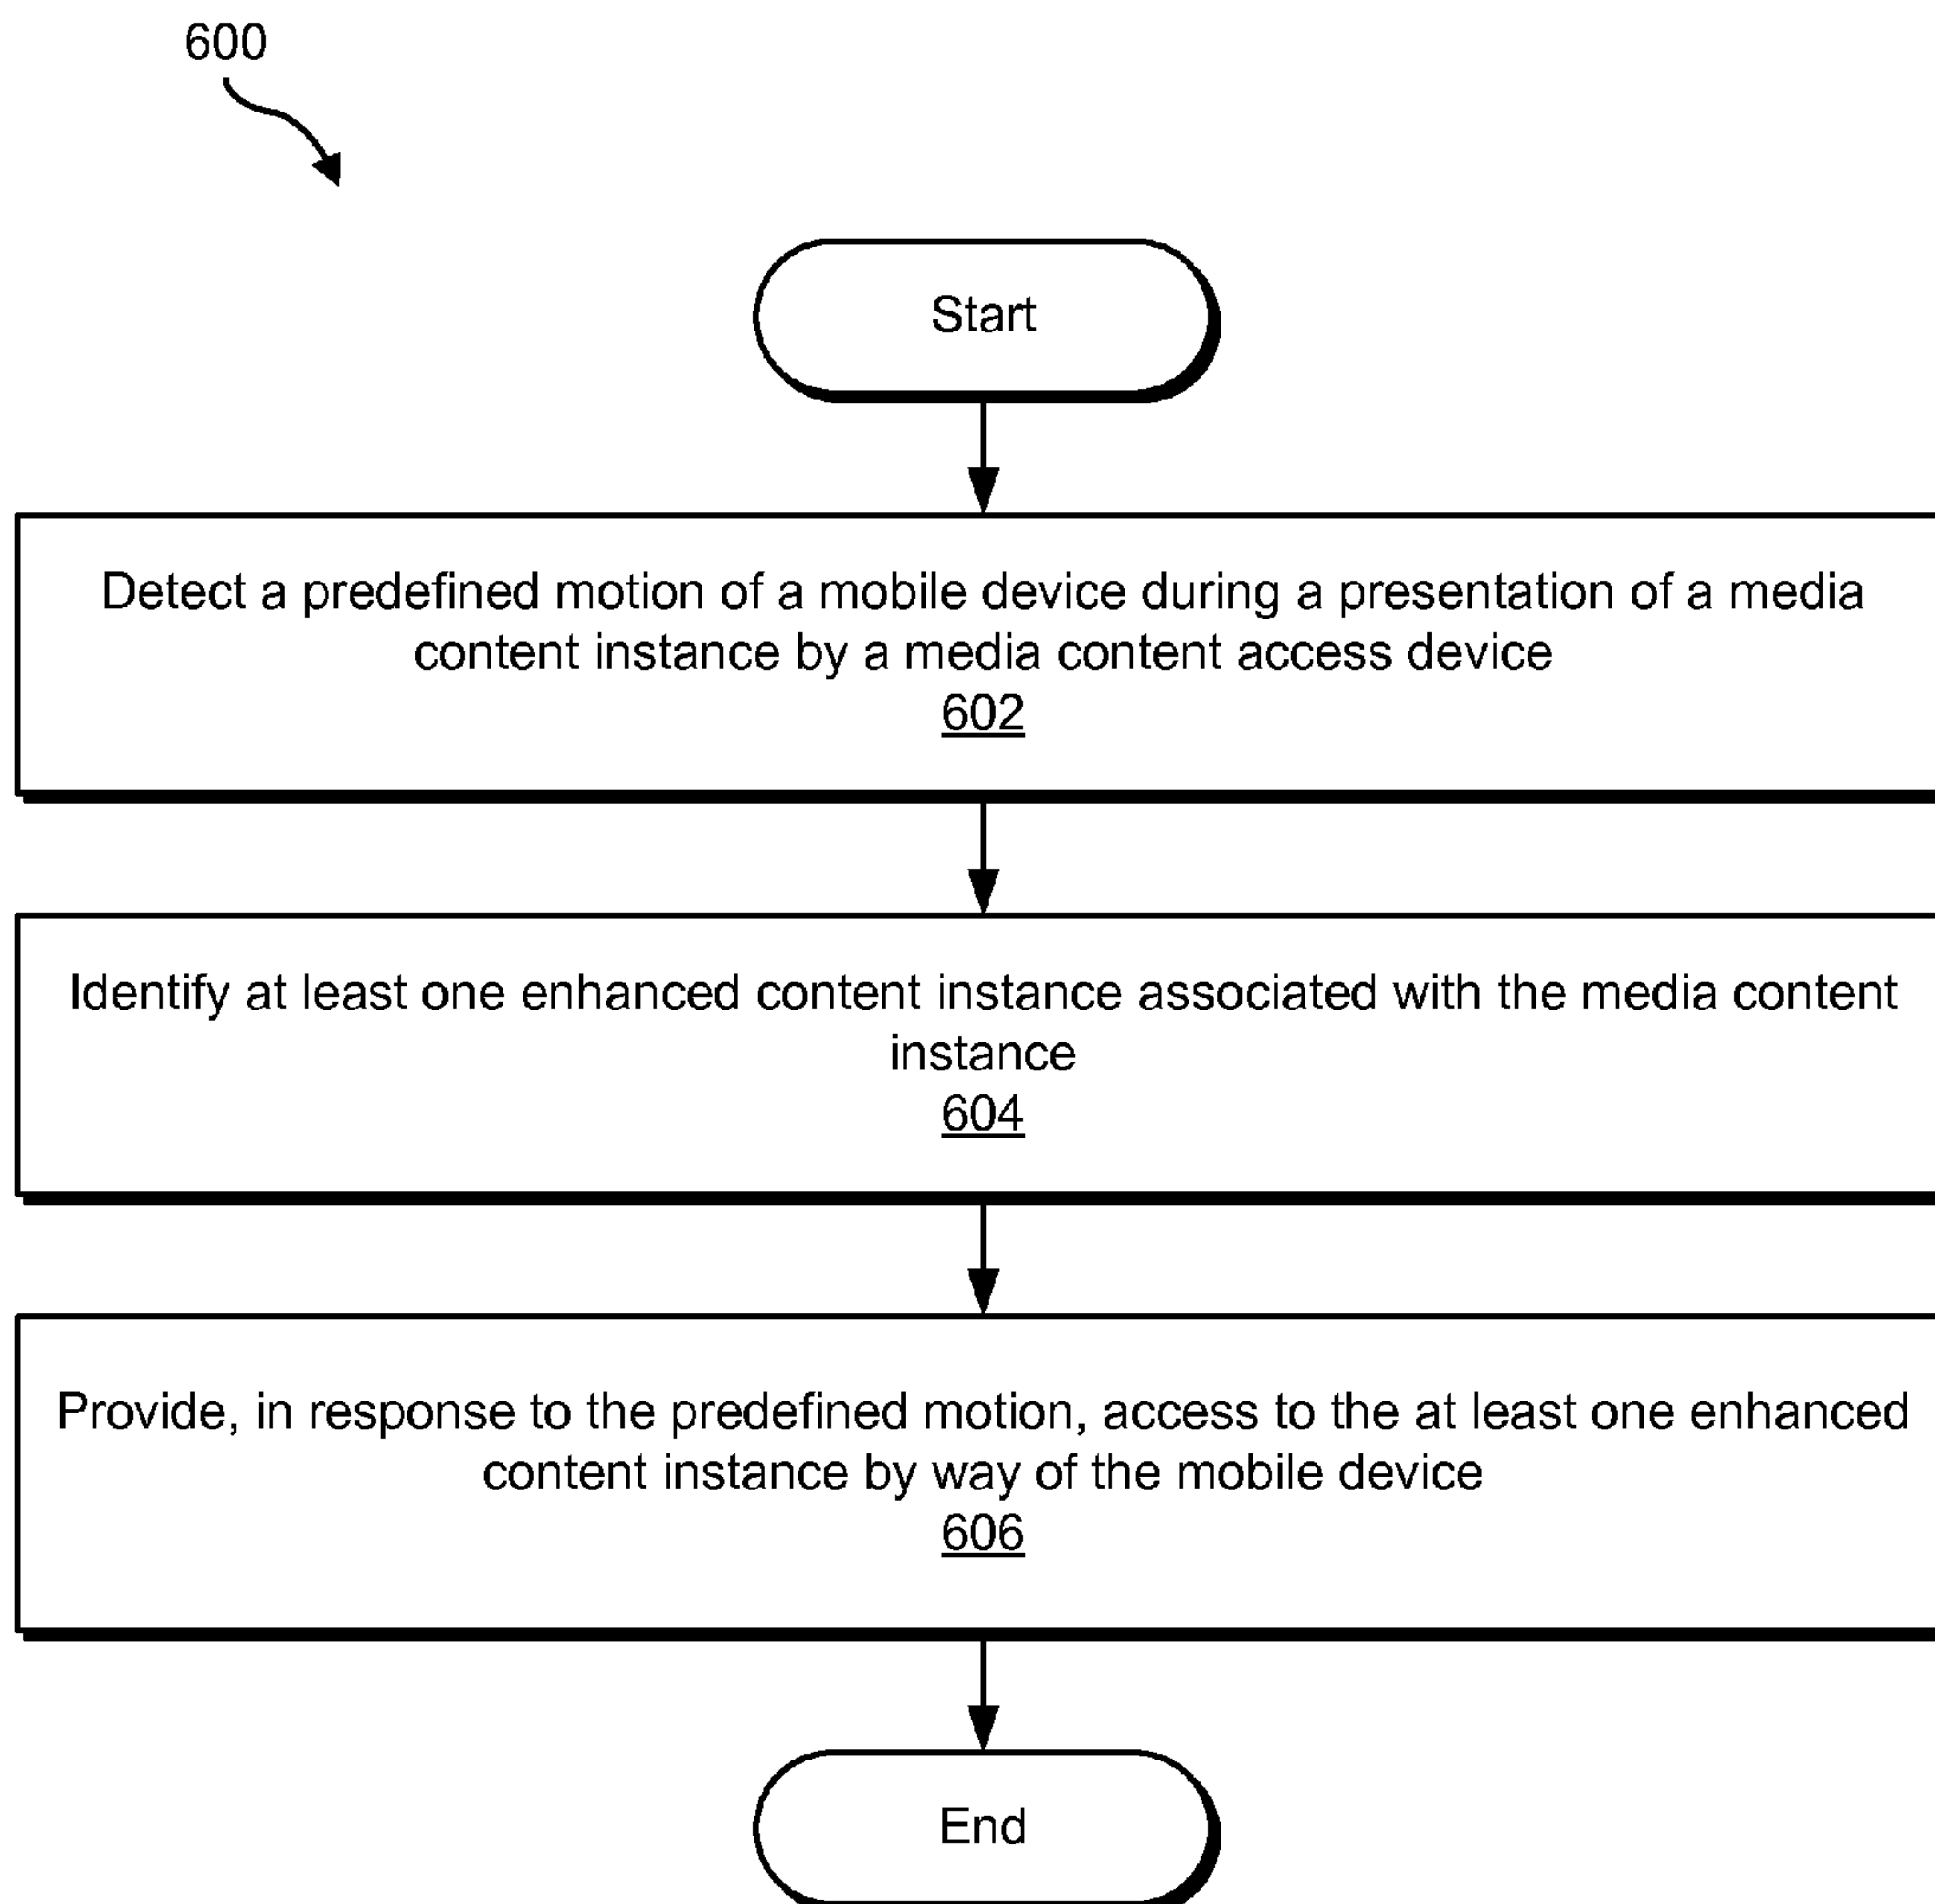 600
Start
Detect a predefined motion of a mobile device during a presentation of a media
content instance by a media content access device
602
Identify at least one enhanced content instance associated with the media content
instance
604
Provide, in response to the predefined motion, access to the at least one enhanced
content instance by way of the mobile device
606
End